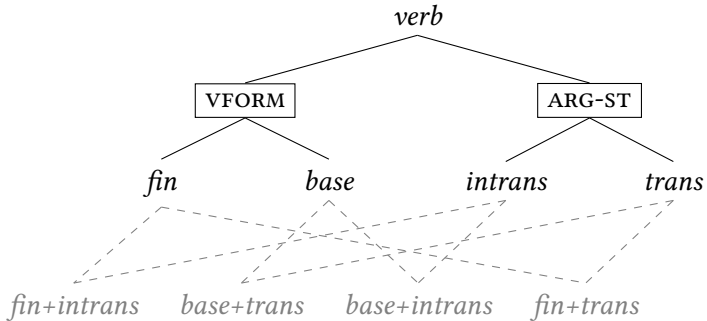 verb
VFORM ARG-ST
fin base intrans trans
fin+intrans base+trans base+intrans fin+trans